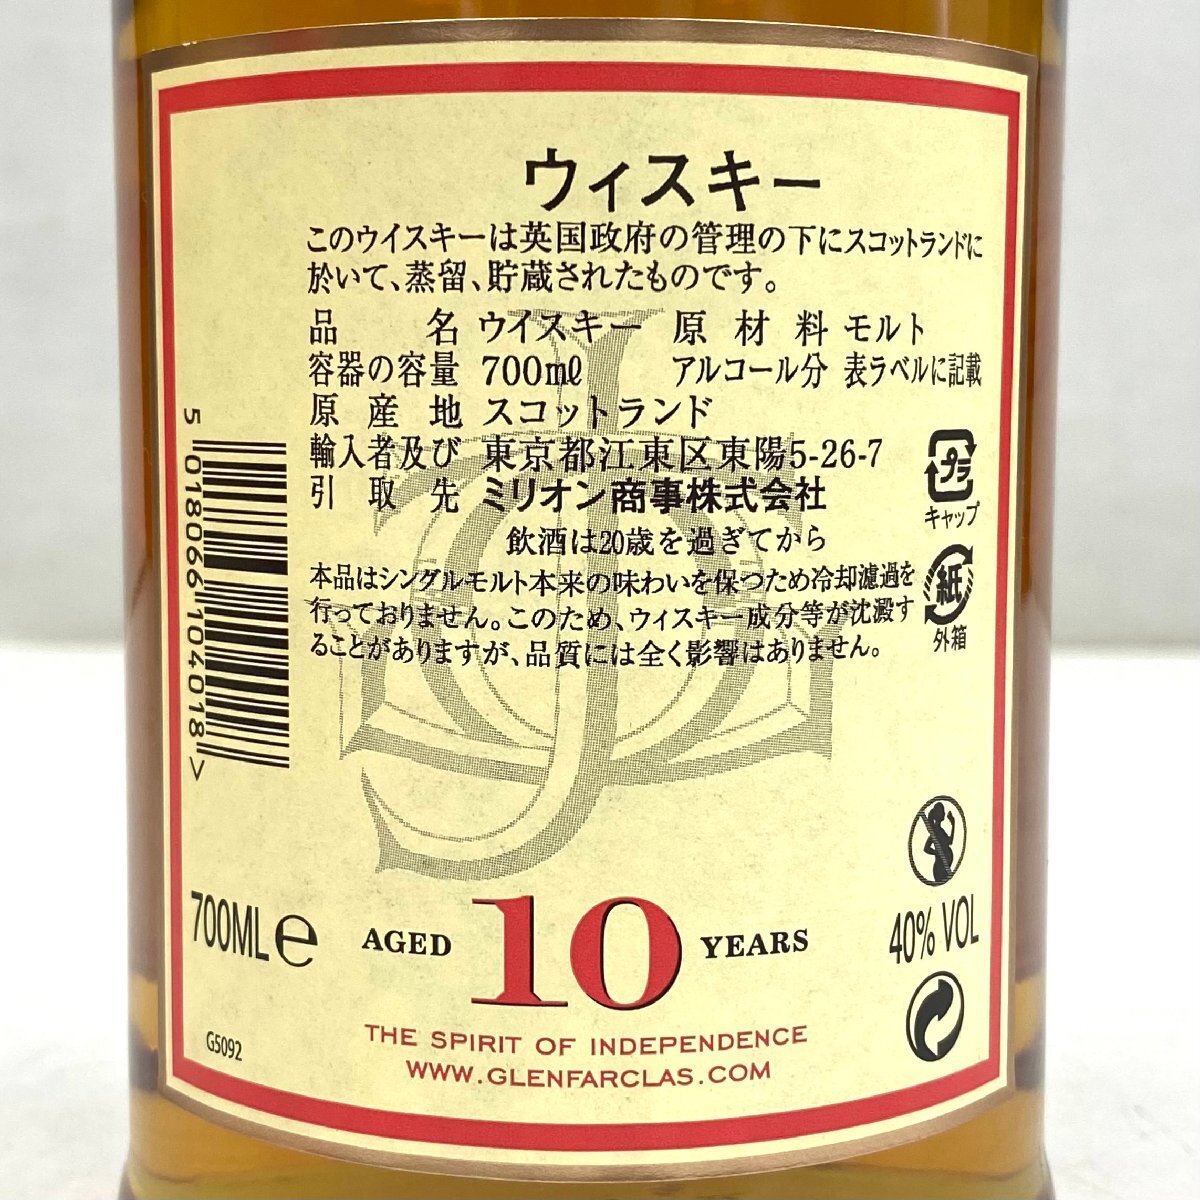 ウィスキー
このウイスキーは英国政府の管理の下にスコットランドに
於いて、蒸留、貯蔵されたものです。
品名 ウイスキー 原材料 モルト
容器の容量 700mℓ アルコール分 表ラベルに記載
原産地 スコットランド
輸入者及び 東京都江東区東陽5-26-7
引取先 ミリオン商事株式会社
飲酒は20歳を過ぎてから
本品はシングルモルト本来の味わいを保つため冷却濾過を
行っておりません。このため、ウィスキー成分等が沈澱す
ることがありますが、品質には全く影響はありません。
プラ
キャップ
紙
外箱
5 018066 104018 >
700ML e
AGED 10 YEARS
40% VOL
THE SPIRIT OF INDEPENDENCE
WWW.GLENFARCLAS.COM
G5092